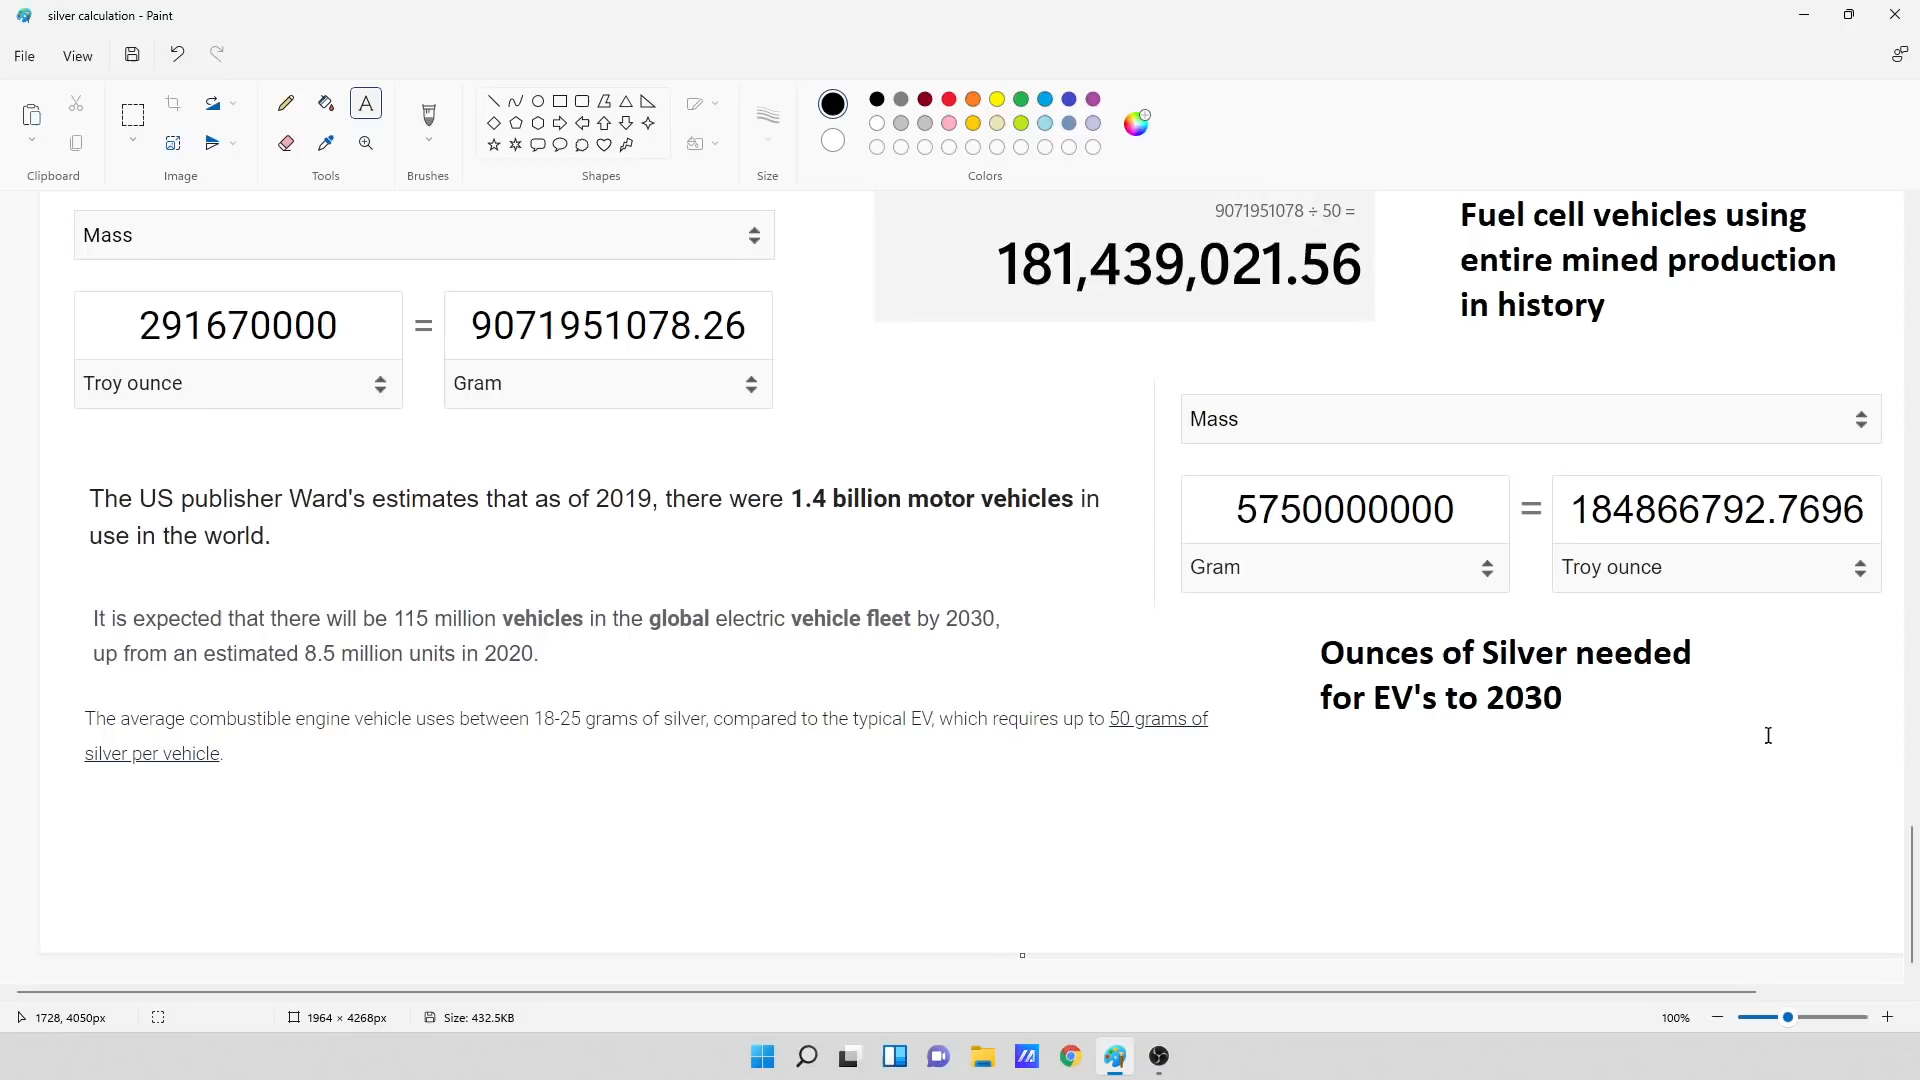 silver calculation - Paint
File
View
Clipboard
Image
Tools
Brushes
Shapes
Size
Colors
Mass
291670000
=
9071951078.26
Troy ounce
Gram
9071951078 ÷ 50 =
181,439,021.56
Fuel cell vehicles using
entire mined production
in history
Mass
5750000000
=
184866792.7696
Gram
Troy ounce
The US publisher Ward's estimates that as of 2019, there were 1.4 billion motor vehicles in
use in the world.
It is expected that there will be 115 million vehicles in the global electric vehicle fleet by 2030,
up from an estimated 8.5 million units in 2020.
Ounces of Silver needed
for EV's to 2030
The average combustible engine vehicle uses between 18-25 grams of silver, compared to the typical EV, which requires up to 50 grams of
silver per vehicle.
1728, 4050px
1964 × 4268px
Size: 432.5KB
100%